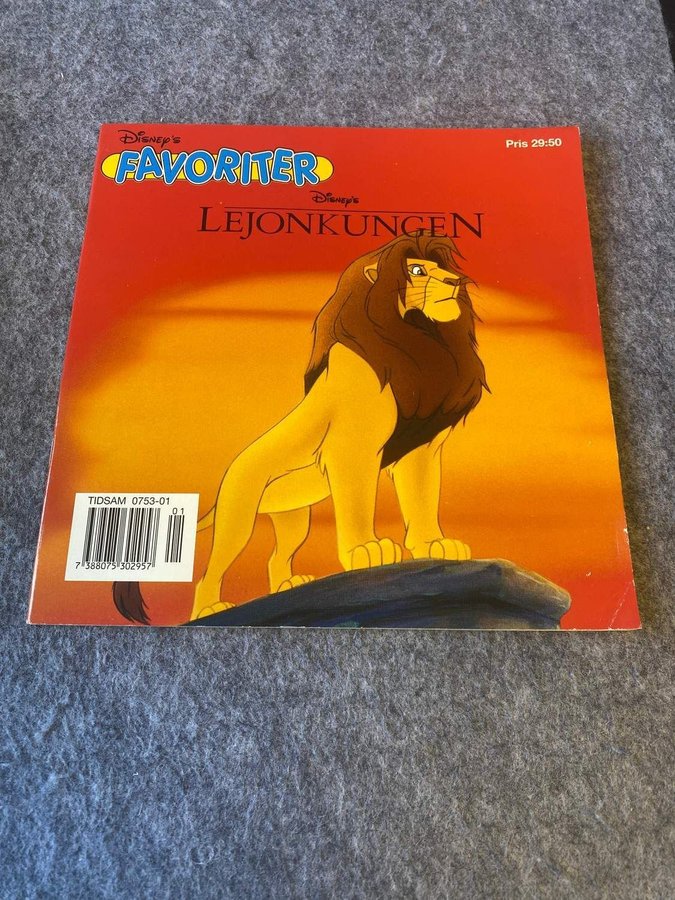 Disney's
FAVORITER
Pris 29:50
Disney's
LEJONKUNGEN
TIDSAM 0753-01
01
7 388075 302957